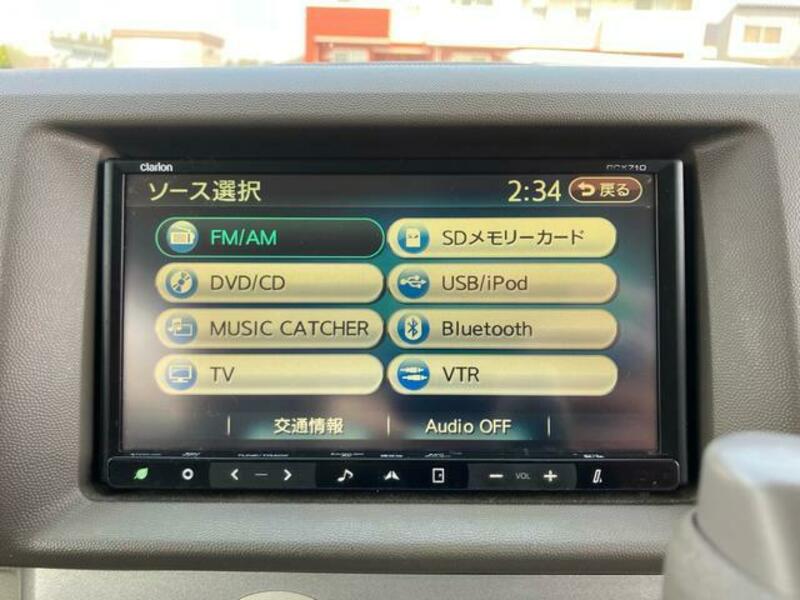 clarion
ソース選択
2:34
戻る
FM/AM
SDメモリーカード
DVD/CD
USB/iPod
MUSIC CATCHER
Bluetooth
TV
VTR
交通情報
Audio OFF
VOL